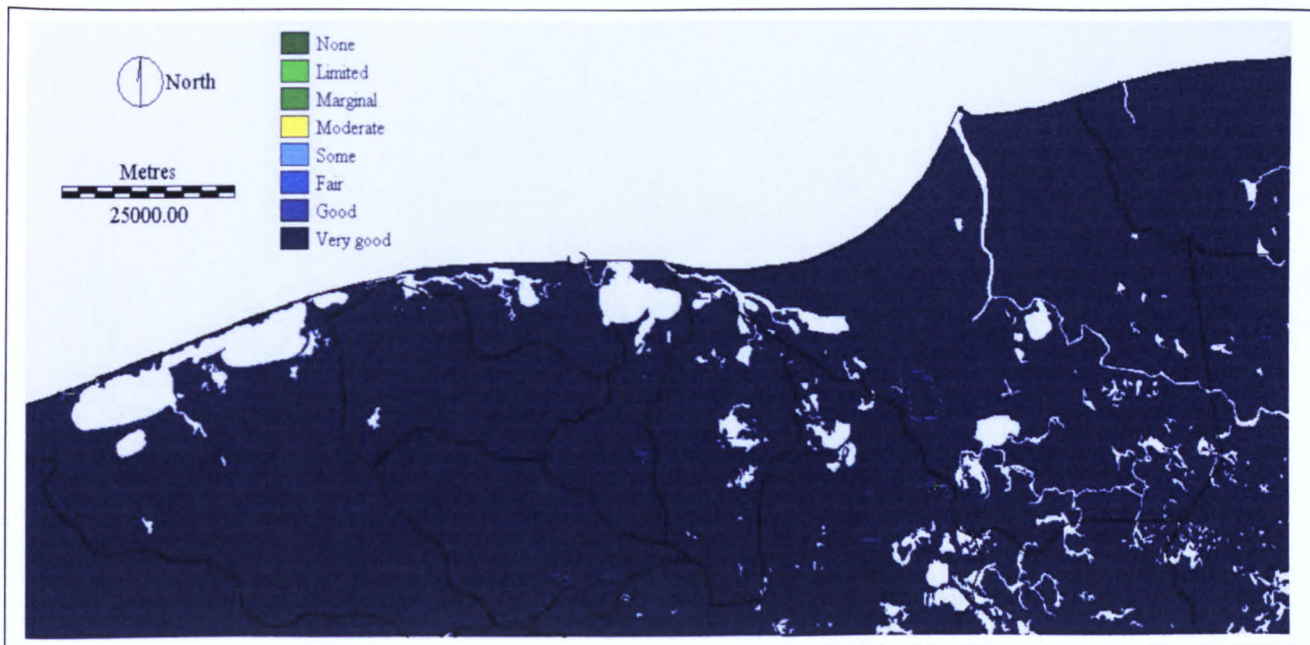 North
Metres
25000.00
None
Limited
Marginal
Moderate
Some
Fair
Good
Very good